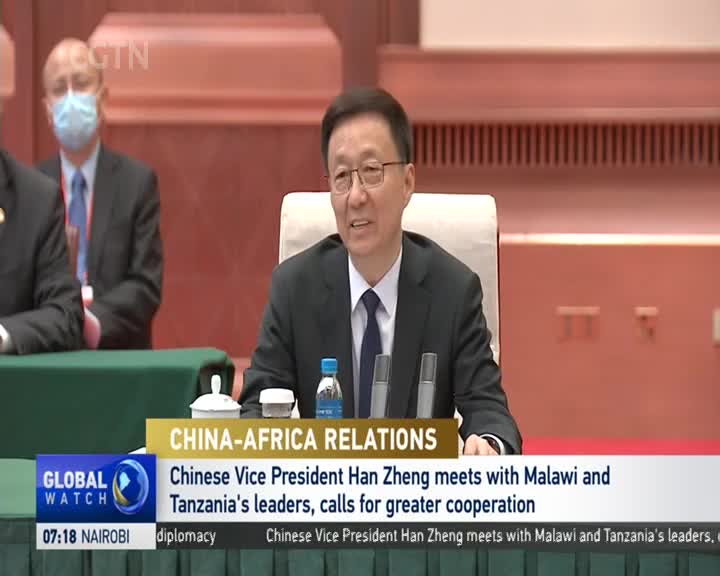 CGTN
CHINA-AFRICA RELATIONS
GLOBAL
WATCH
Chinese Vice President Han Zheng meets with Malawi and
Tanzania's leaders, calls for greater cooperation
07:18 NAIROBI
diplomacy Chinese Vice President Han Zheng meets with Malawi and Tanzania's leaders,